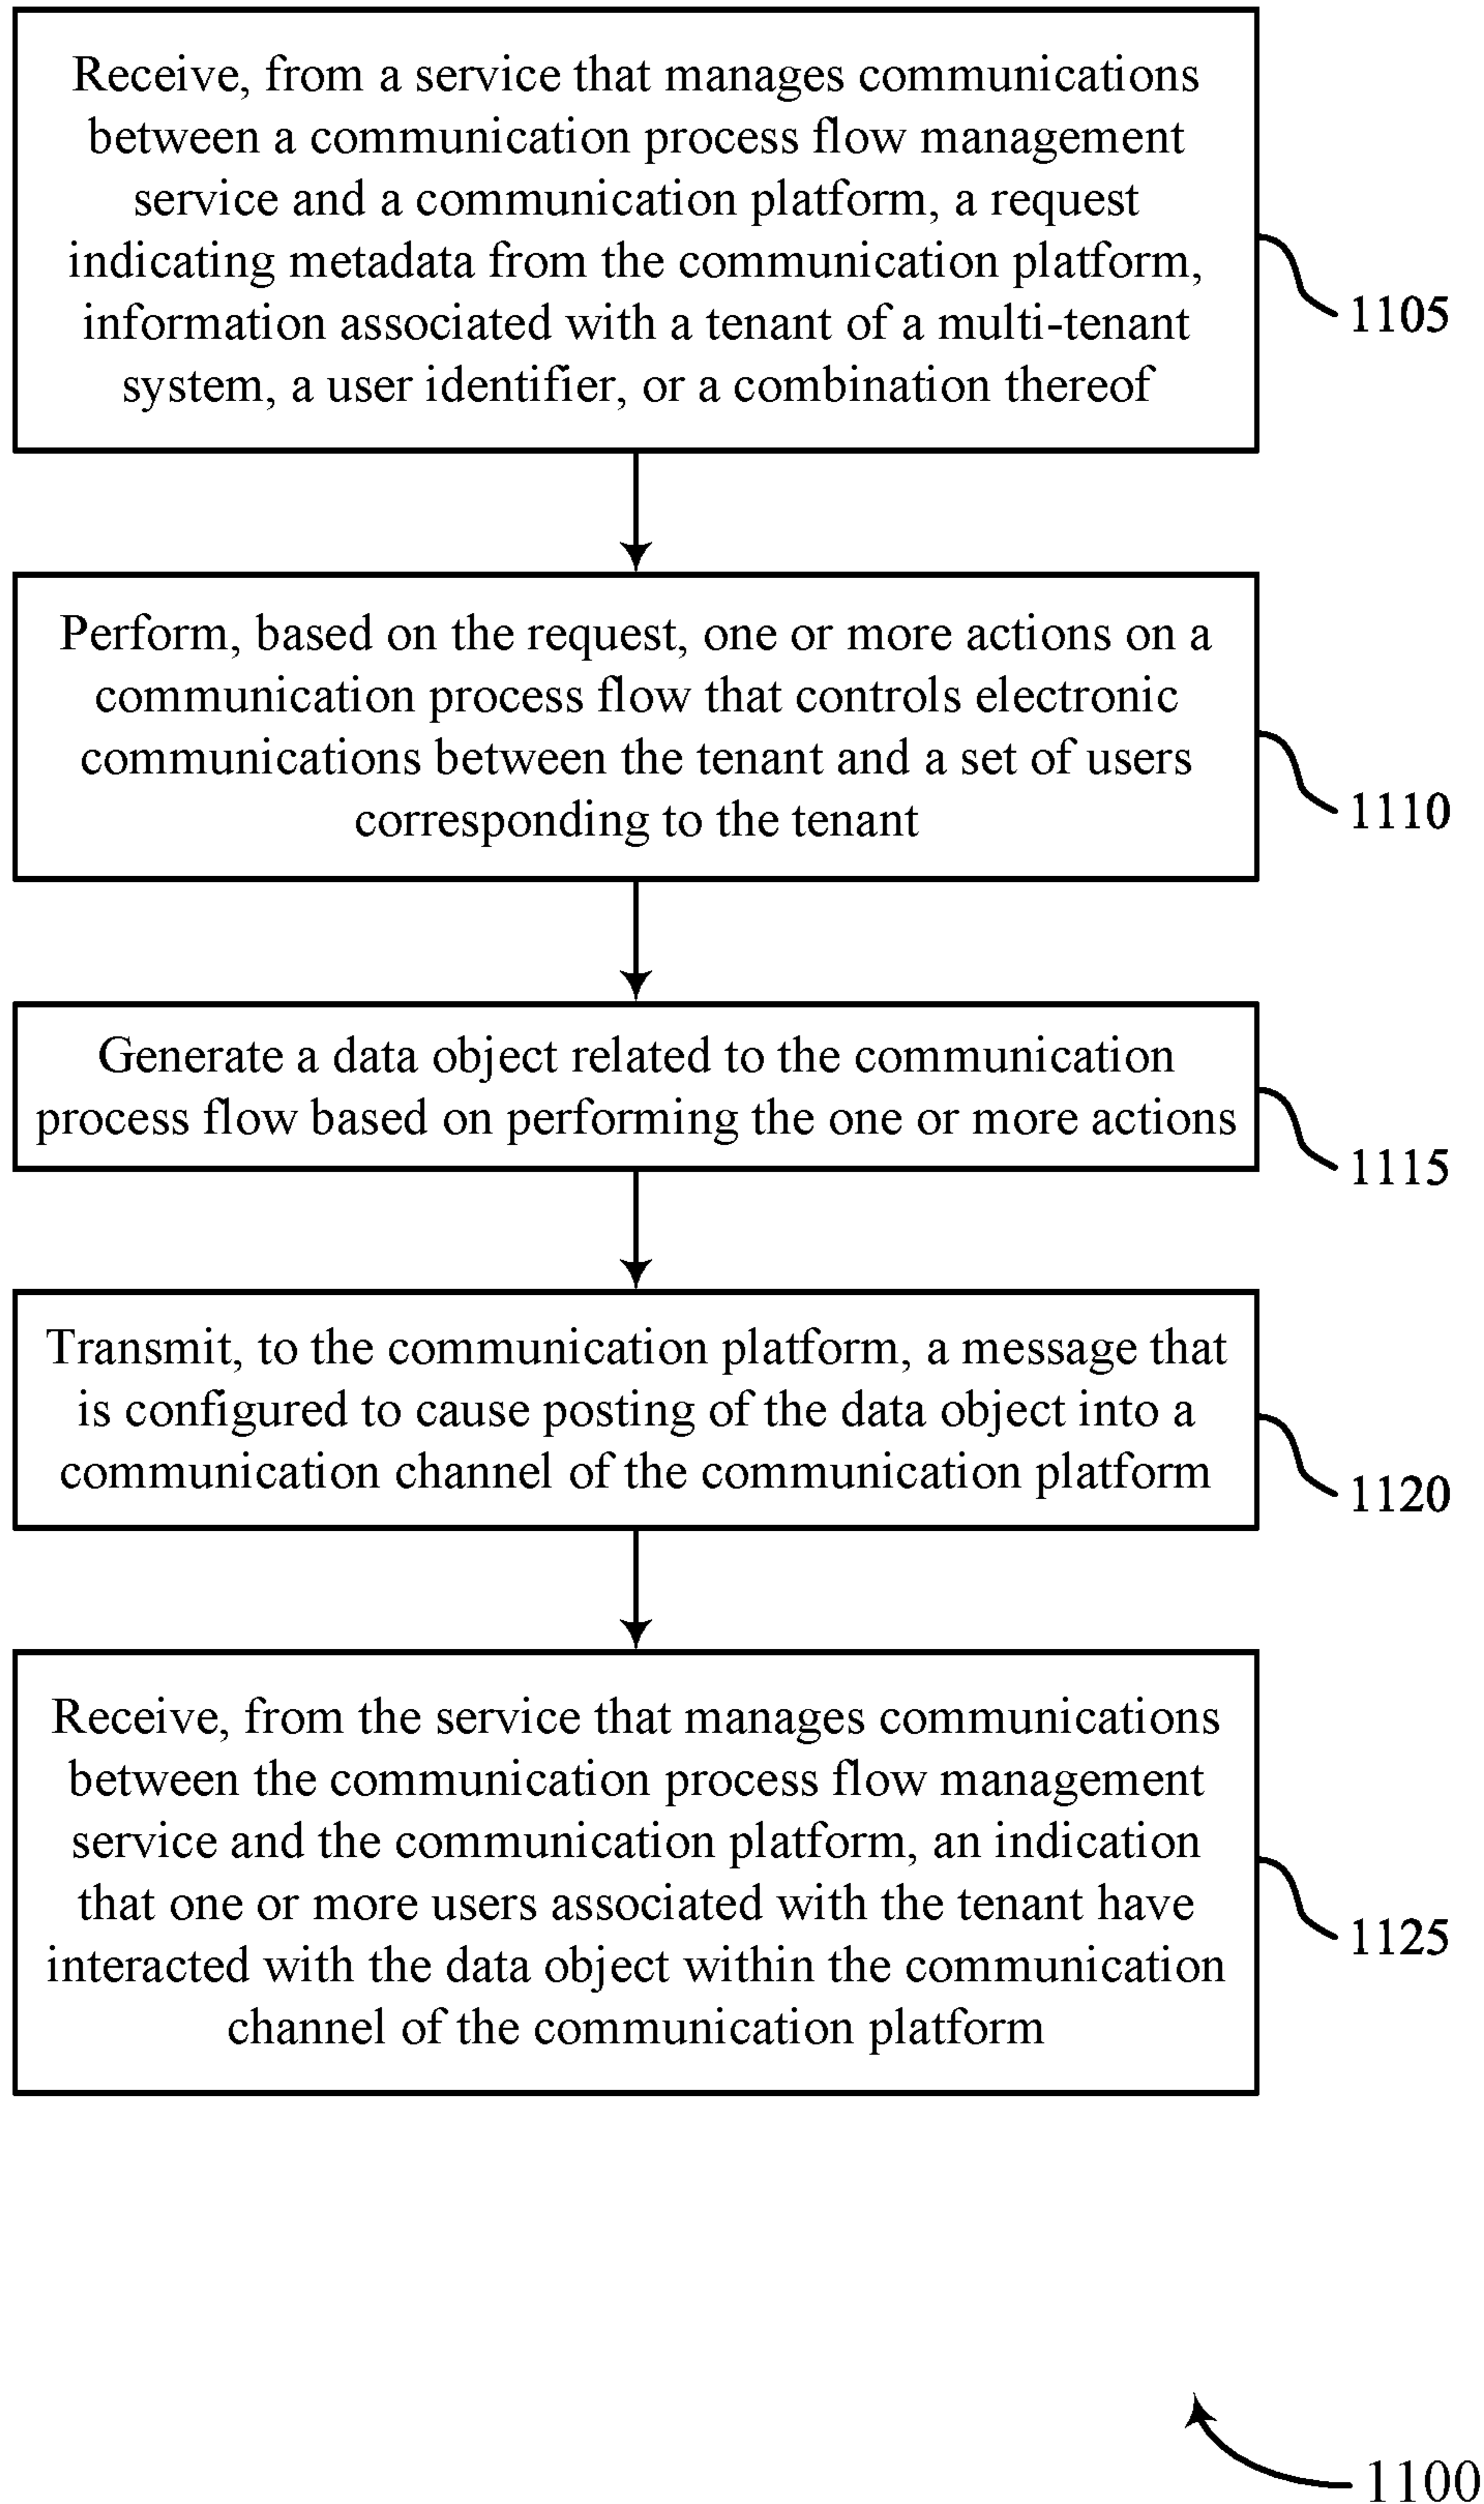 Receive, from a service that manages communications
between a communication process flow management
service and a communication platform, a request
indicating metadata from the communication platform,
information associated with a tenant of a multi-tenant
system, a user identifier, or a combination thereof
1105
Perform, based on the request, one or more actions on a
communication process flow that controls electronic
communications between the tenant and a set of users
corresponding to the tenant
1110
Generate a data object related to the communication
process flow based on performing the one or more actions
1115
Transmit, to the communication platform, a message that
is configured to cause posting of the data object into a
communication channel of the communication platform
1120
Receive, from the service that manages communications
between the communication process flow management
service and the communication platform, an indication
that one or more users associated with the tenant have
interacted with the data object within the communication
channel of the communication platform
1125
1100